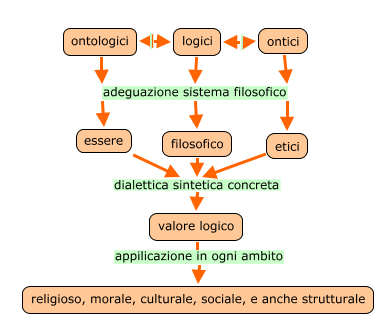 ontologici logici ontici
adeguazione sistema filosofico
essere filosofico etici
dialettica sintetica concreta
valore logico
appilicazione in ogni ambito
religioso, morale, culturale, sociale, e anche strutturale